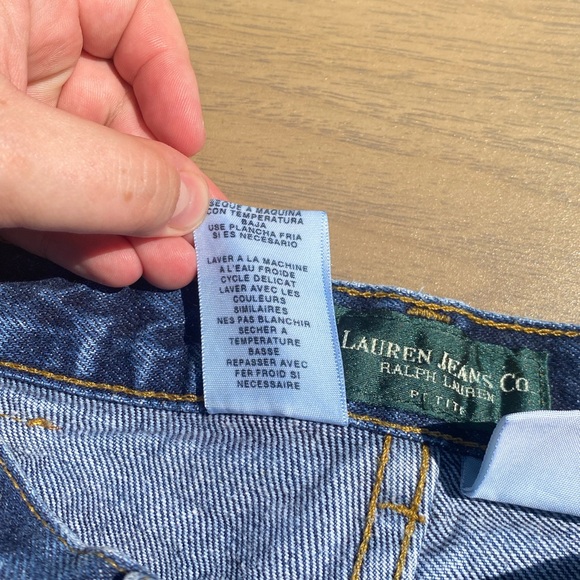 SEQUE A MAQUINA
CON TEMPERATURA
BAJA
USE PLANCHA FRIA
SI ES NECESARIO
LAVER A LA MACHINE
A L'EAU FROIDE
CYCLE DELICAT
LAVER AVEC LES
COULEURS
SIMILAIRES
NES PAS BLANCHIR
SECHER A
TEMPERATURE
BASSE
REPASSER AVEC
FER FROID SI
NECESSAIRE
LAUREN JEANS CO
RALPH LAUREN
PETITE